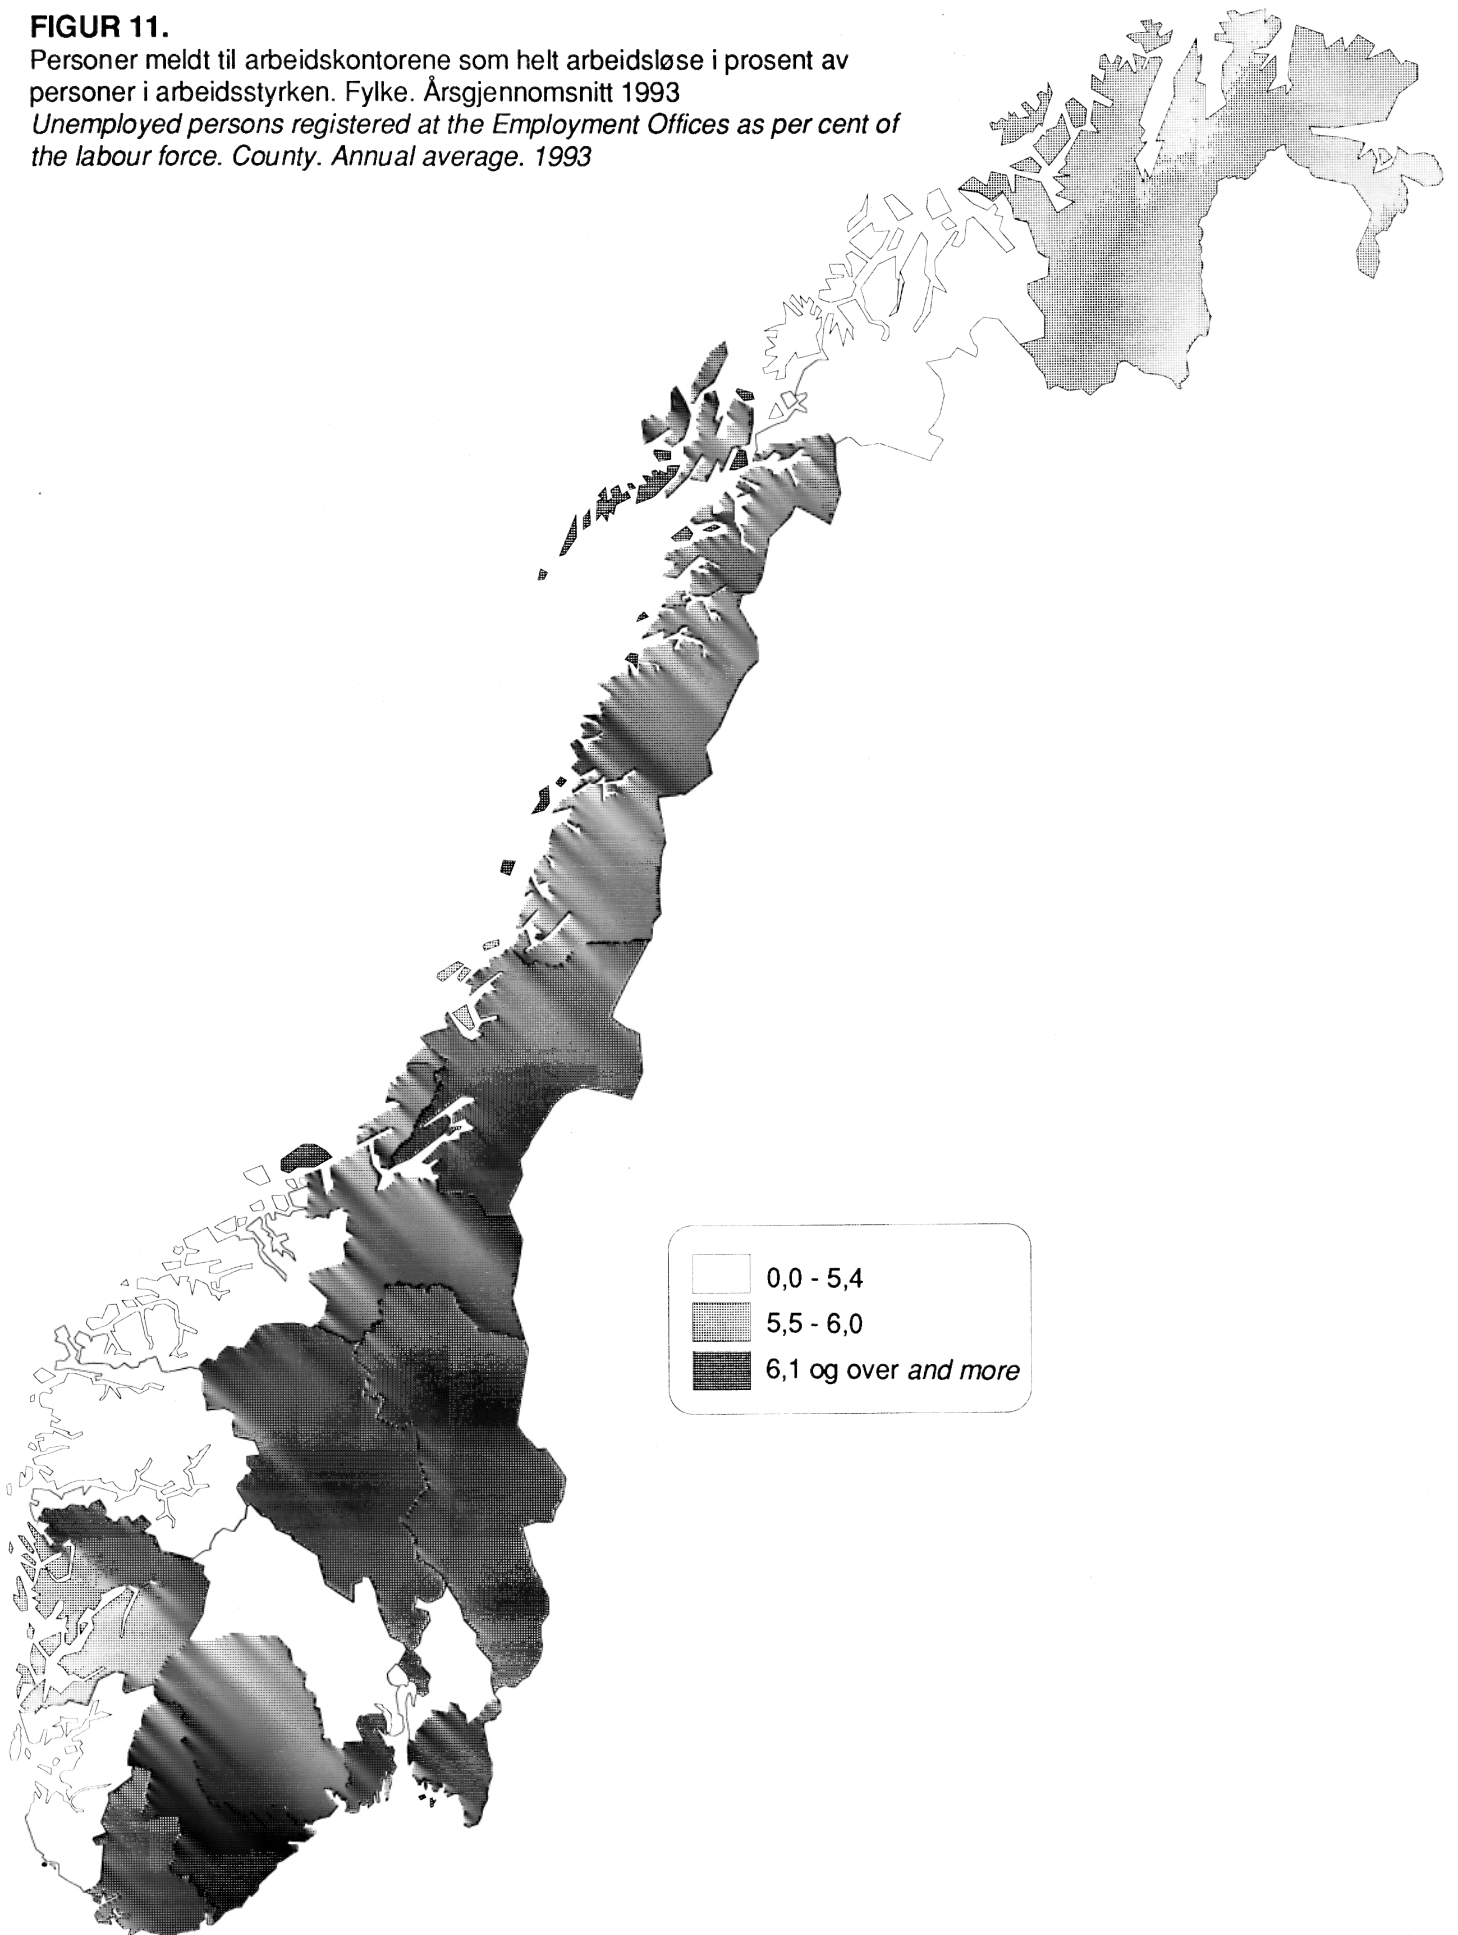 FIGUR 11.
Personer meldt til arbeidskontorene som helt arbeidsløse i prosent av
personer i arbeidsstyrken. Fylke. Årsgjennomsnitt 1993
Unemployed persons registered at the Employment Offices as per cent of
the labour force. County. Annual average. 1993
0,0 - 5,4
5,5 - 6,0
6,1 og over and more